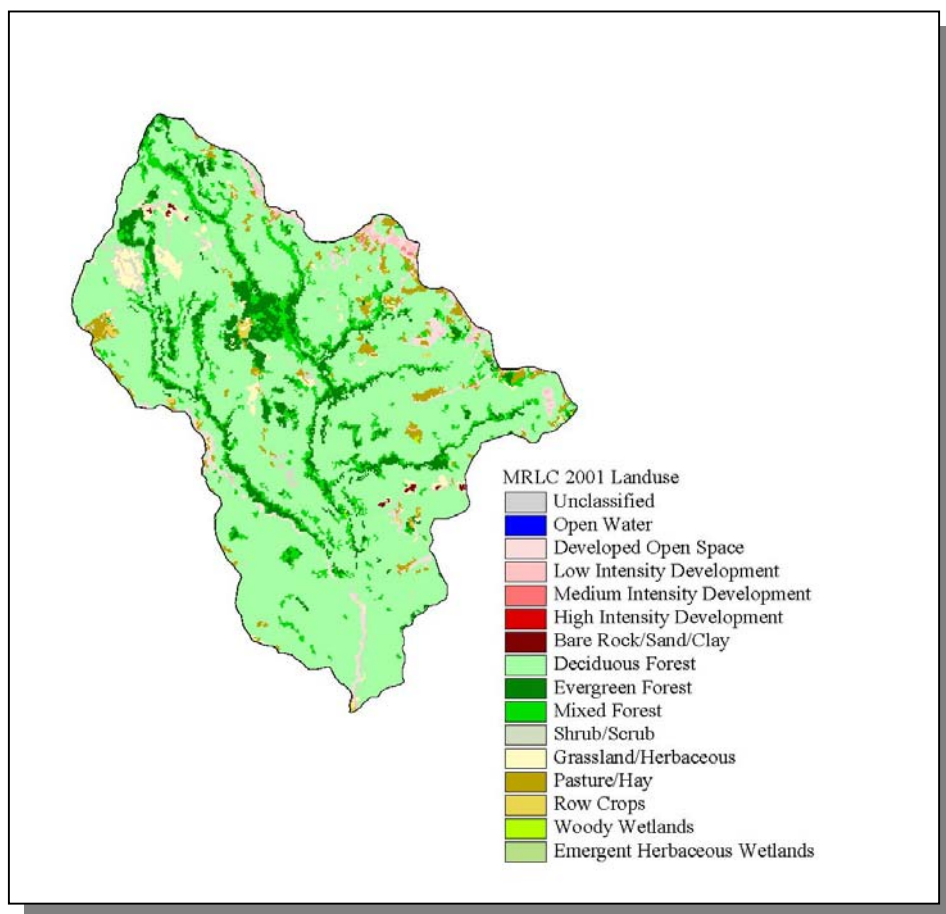 MRLC 2001 Landuse
Unclassified
Open Water
Developed Open Space
Low Intensity Development
Medium Intensity Development
High Intensity Development
Bare Rock/Sand/Clay
Deciduous Forest
Evergreen Forest
Mixed Forest
Shrub/Scrub
Grassland/Herbaceous
Pasture/Hay
Row Crops
Woody Wetlands
Emergent Herbaceous Wetlands